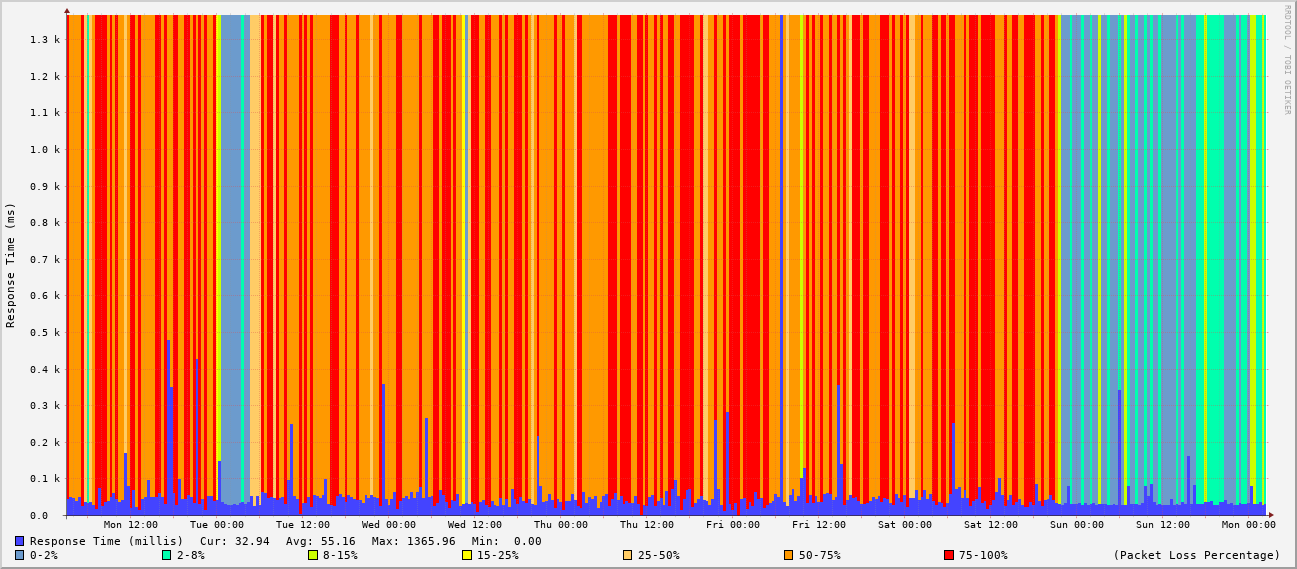 RRDTOOL / TOBI OETIKER
Response Time (ms)
1.3 k
1.2 k
1.1 k
1.0 k
0.9 k
0.8 k
0.7 k
0.6 k
0.5 k
0.4 k
0.3 k
0.2 k
0.1 k
0.0
Mon 12:00 Tue 00:00 Tue 12:00 Wed 00:00 Wed 12:00 Thu 00:00 Thu 12:00 Fri 00:00 Fri 12:00 Sat 00:00 Sat 12:00 Sun 00:00 Sun 12:00 Mon 00:00
Response Time (millis) Cur: 32.94 Avg: 55.16 Max: 1365.96 Min: 0.00
0-2% 2-8% 8-15% 15-25% 25-50% 50-75% 75-100% (Packet Loss Percentage)